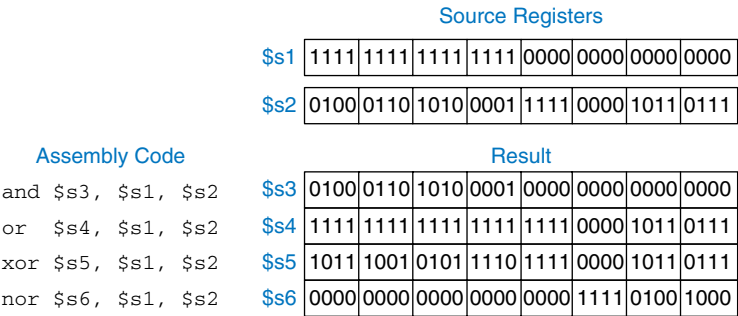 Source Registers
$s1 1111 1111 1111 1111 0000 0000 0000 0000
$s2 0100 0110 1010 0001 1111 0000 1011 0111
Assembly Code Result
and $s3, $s1, $s2 $s3 0100 0110 1010 0001 0000 0000 0000 0000
or $s4, $s1, $s2 $s4 1111 1111 1111 1111 1111 0000 1011 0111
xor $s5, $s1, $s2 $s5 1011 1001 0101 1110 1111 0000 1011 0111
nor $s6, $s1, $s2 $s6 0000 0000 0000 0000 0000 1111 0100 1000